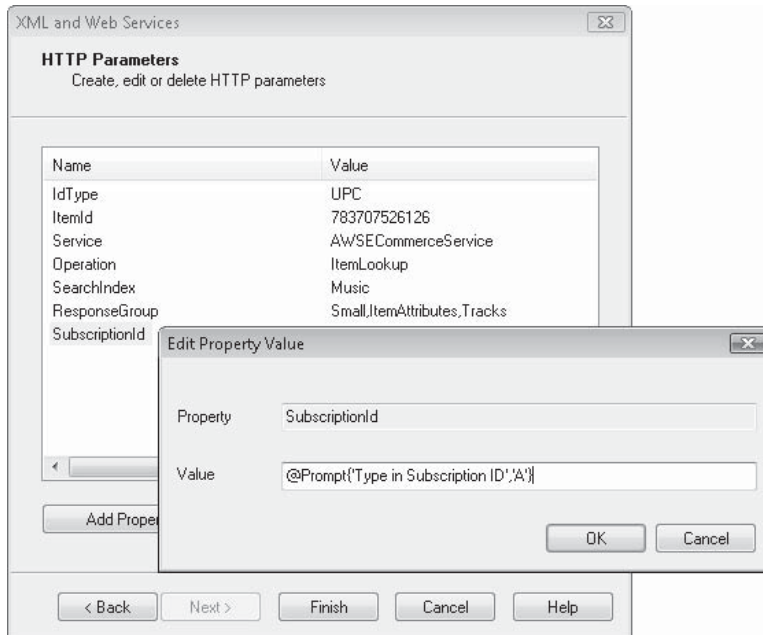 XML and Web Services
HTTP Parameters
Create, edit or delete HTTP parameters
Name Value
IdType UPC
ItemId 783707526126
Service AWSECommerceService
Operation ItemLookup
SearchIndex Music
ResponseGroup Small,ItemAttributes,Tracks
SubscriptionId
Edit Property Value
Property SubscriptionId
Value @Prompt{'Type in Subscription ID','A'}
Add Proper
OK Cancel
< Back Next > Finish Cancel Help